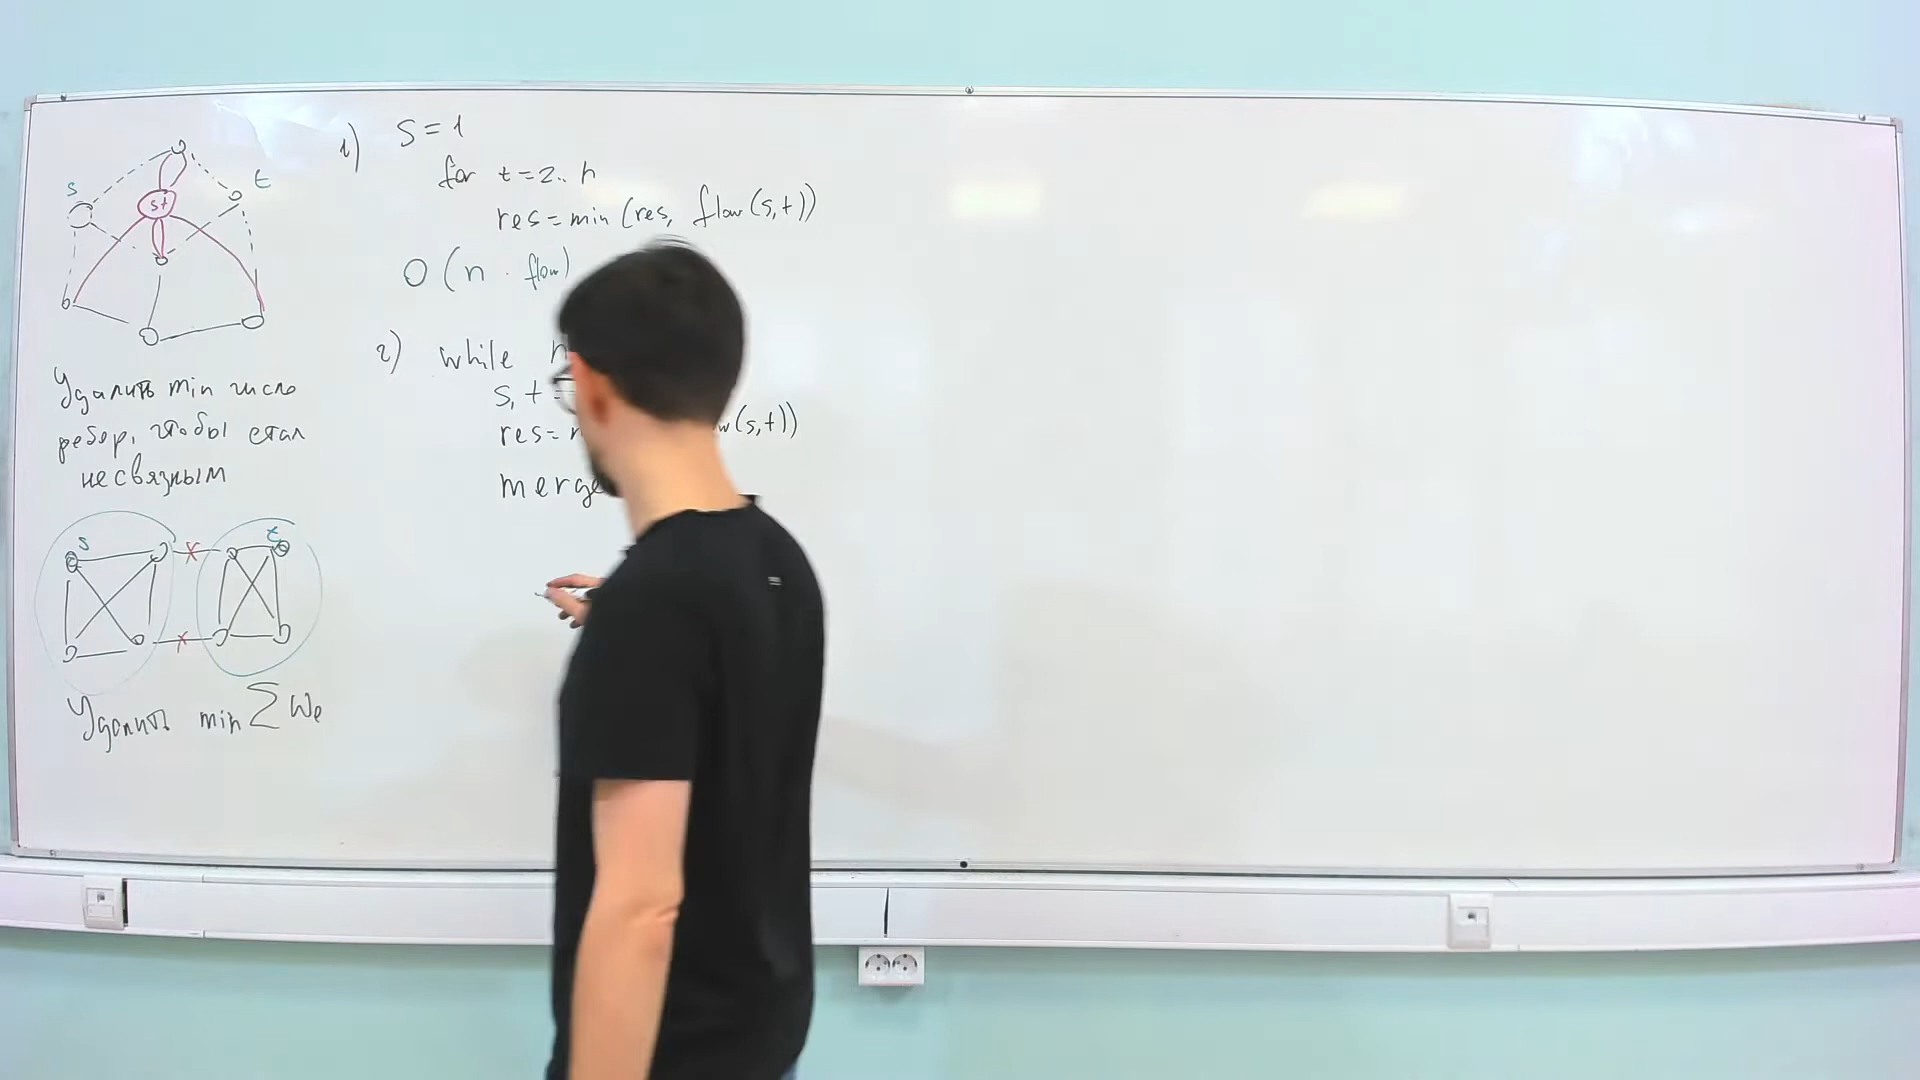 s
t
st
Удалить min число
ребер, чтобы стал
несвязным
s
t
Удалить min ∑ w_e
1) S = 1
for t = 2.. n
res = min (res, flow(s,t))
O(n · flow)
2) while n
s, t =
res =
(s,t))
merge